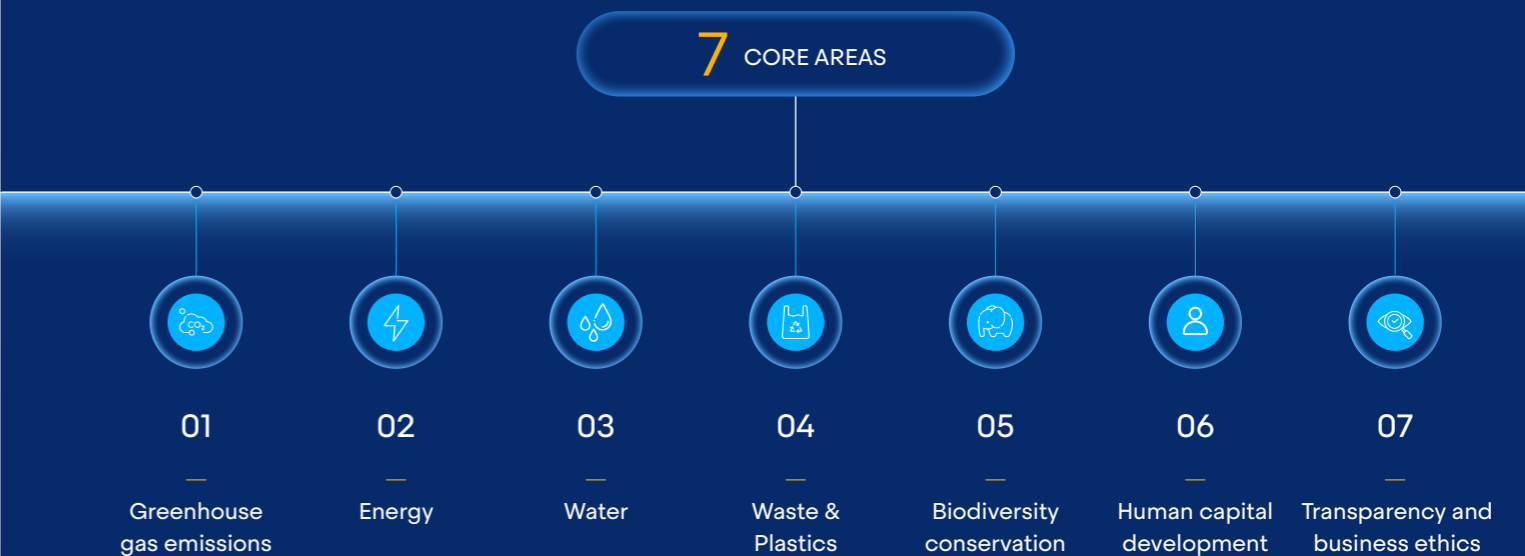 7 CORE AREAS
CO₂
01
02
03
04
05
06
07
Greenhouse
gas emissions
Energy
Water
Waste &
Plastics
Biodiversity
conservation
Human capital
development
Transparency and
business ethics